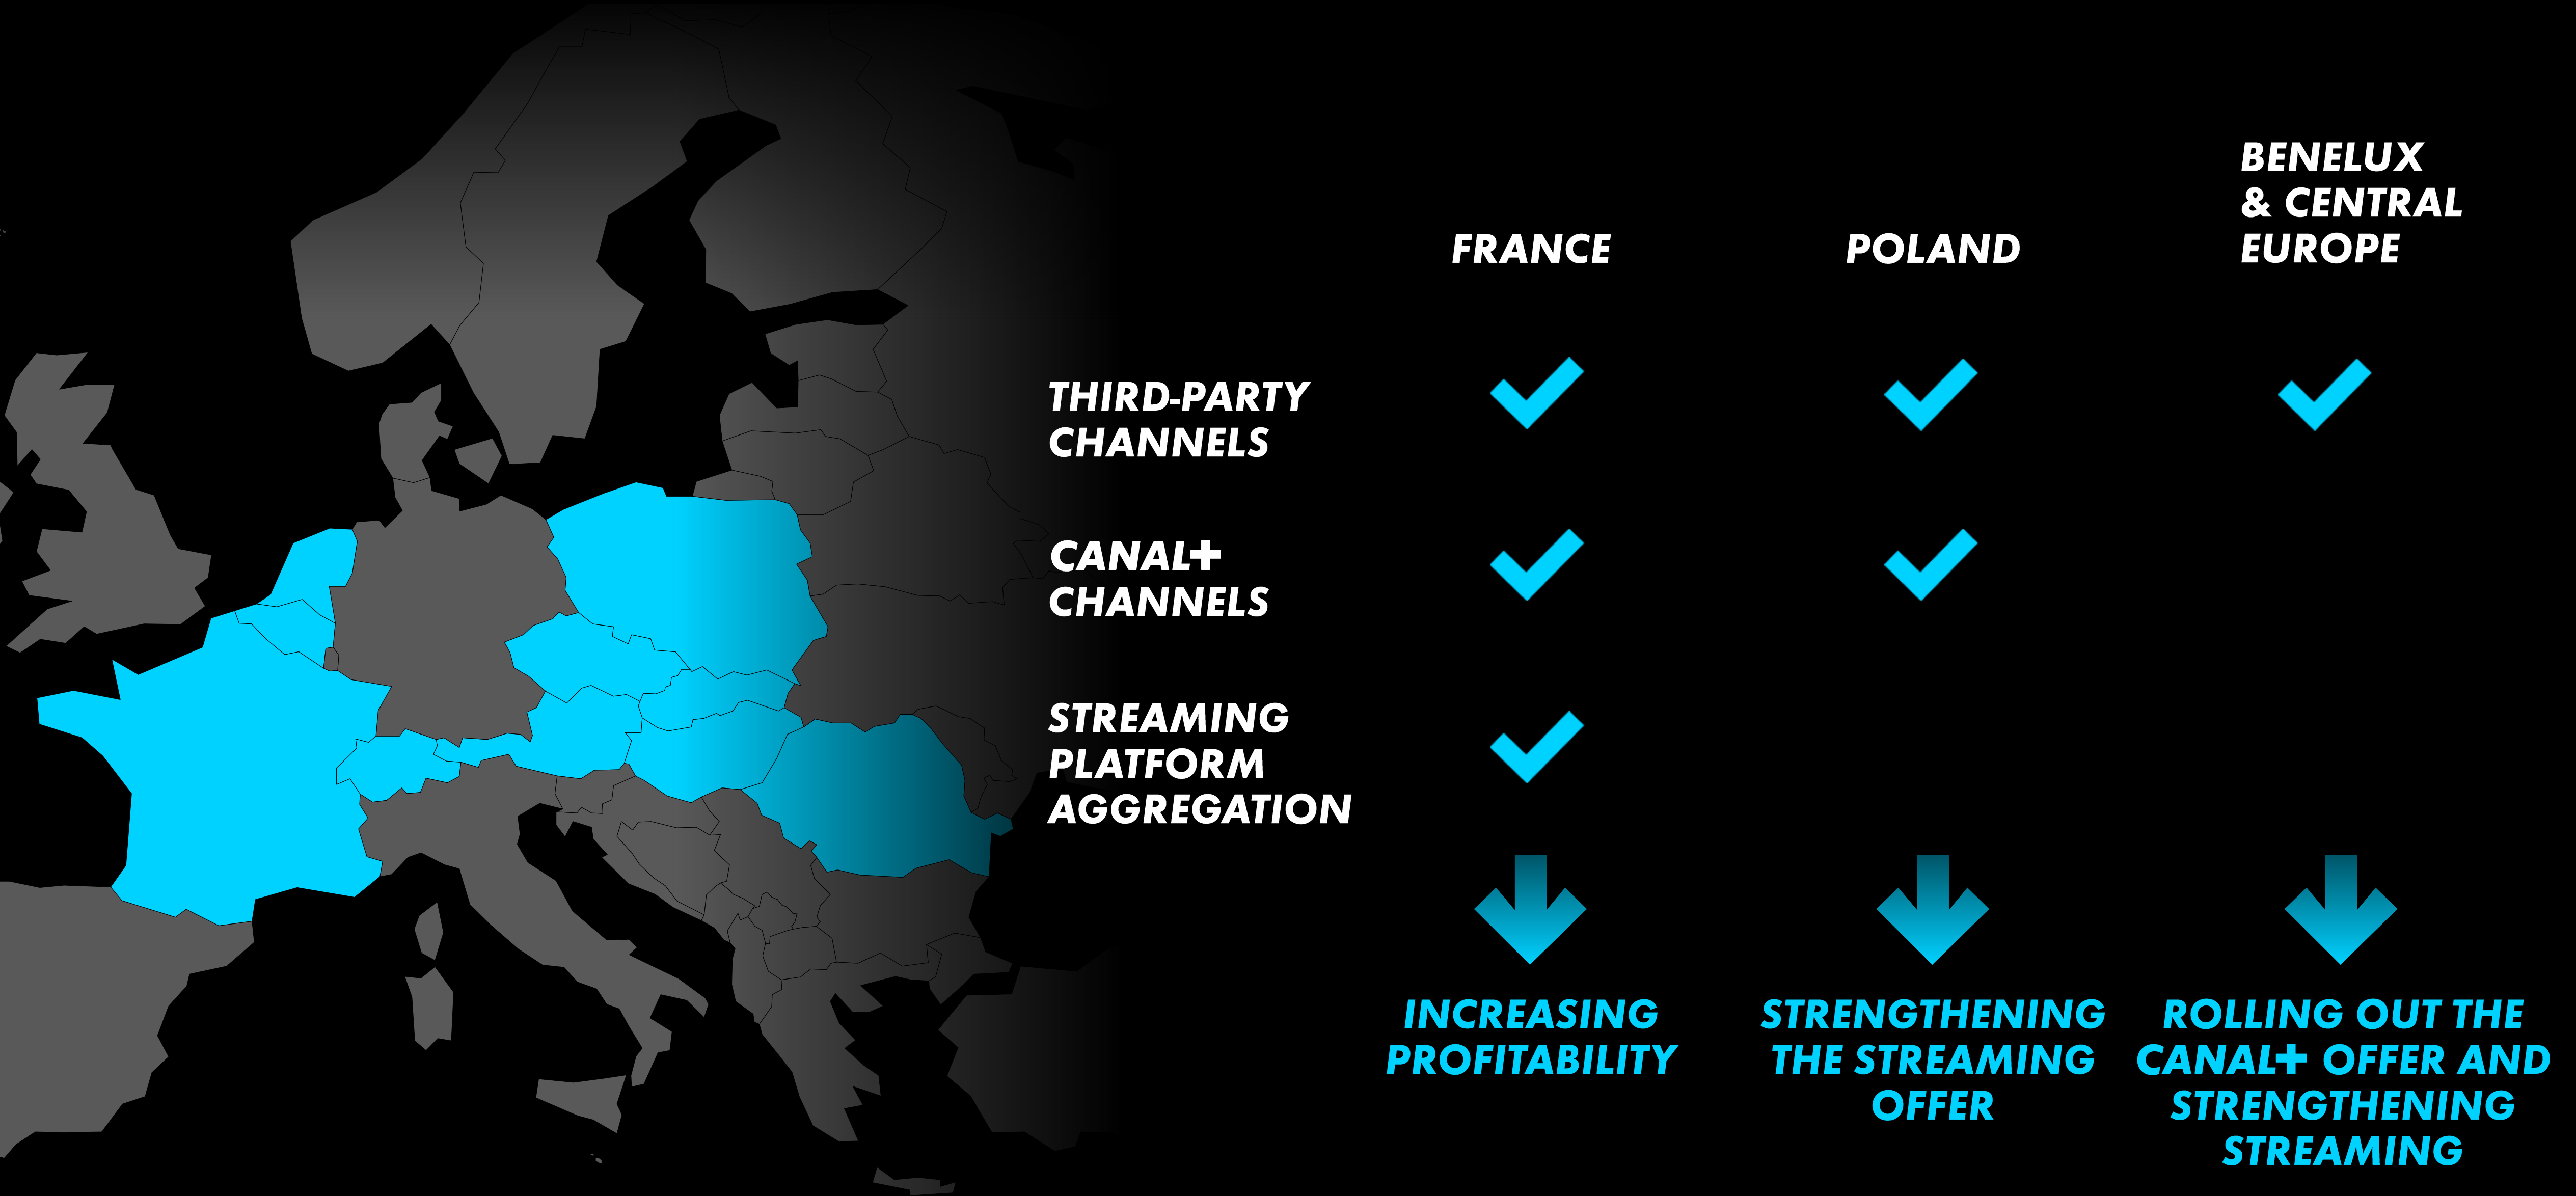 BENELUX
& CENTRAL
EUROPE
FRANCE
POLAND
THIRD-PARTY
CHANNELS
CANAL+
CHANNELS
STREAMING
PLATFORM
AGGREGATION
INCREASING
PROFITABILITY
STRENGTHENING
THE STREAMING
OFFER
ROLLING OUT THE
CANAL+ OFFER AND
STRENGTHENING
STREAMING